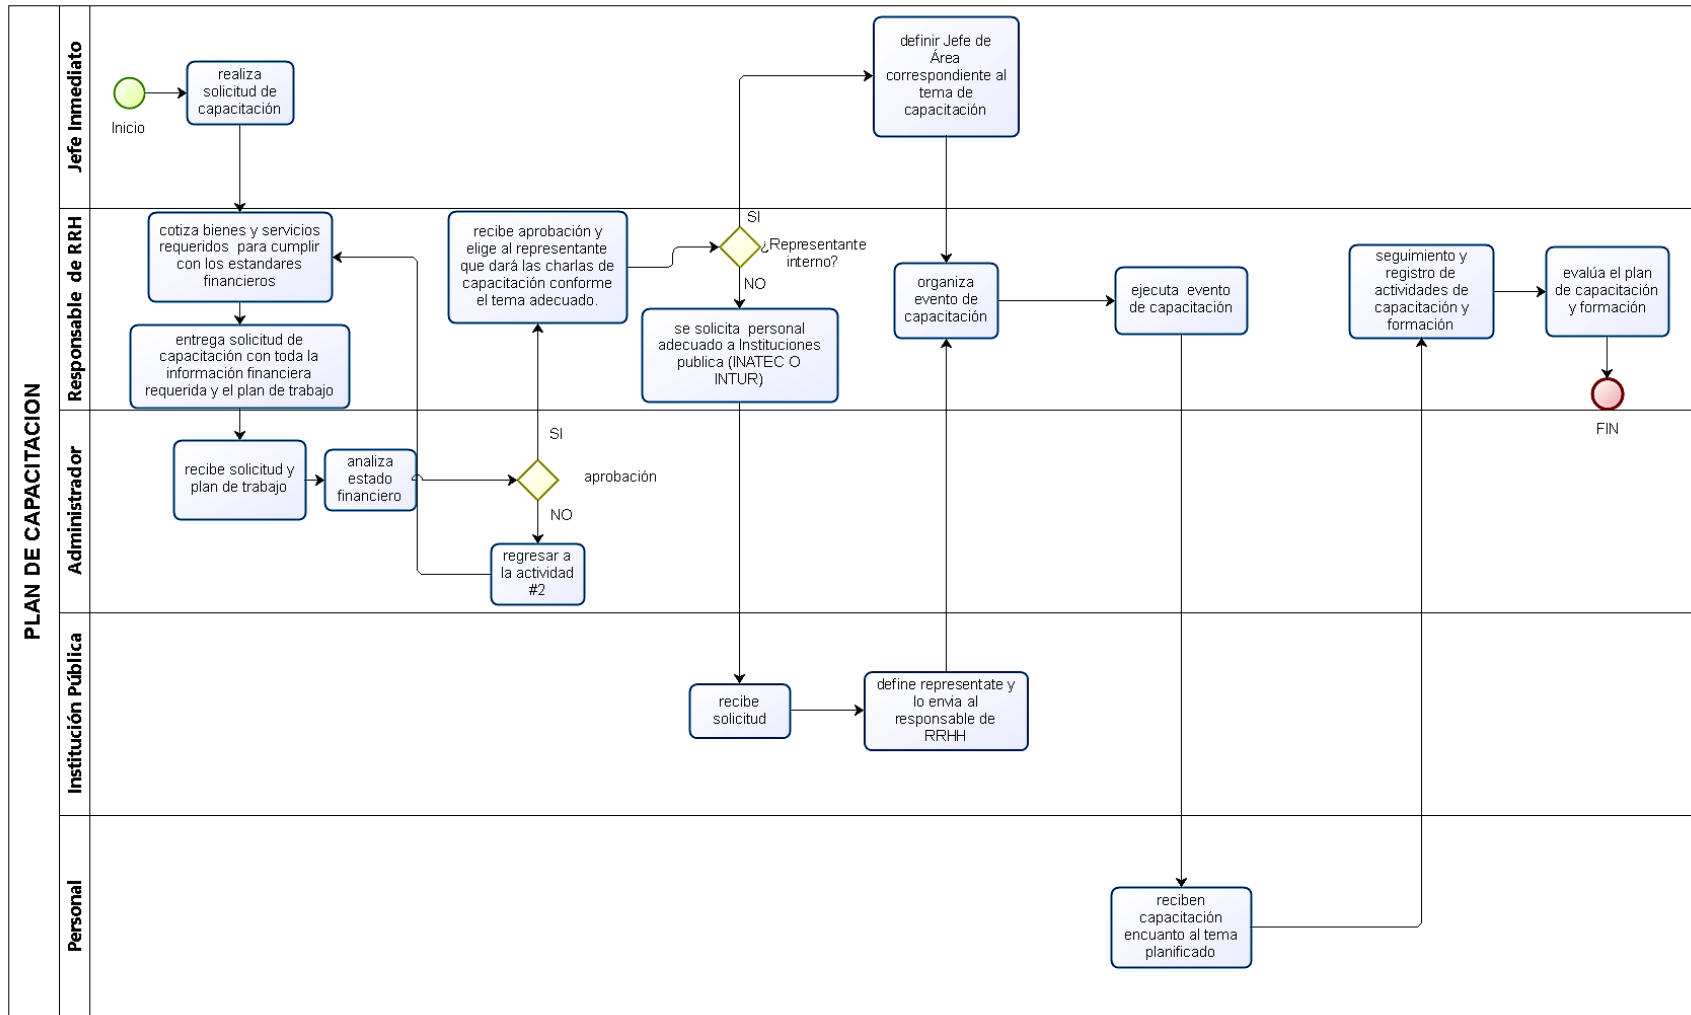 PLAN DE CAPACITACION
Jefe Inmediato
Inicio
realiza
solicitud de
capacitación
definir Jefe de
Área
correspondiente al
tema de
capacitación
Responsable de RRH
cotiza bienes y servicios
requeridos para cumplir
con los estandares
financieros
entrega solicitud de
capacitación con toda la
información financiera
requerida y el plan de trabajo
recibe aprobación y
elige al representante
que dará las charlas de
capacitación conforme
el tema adecuado.
SI
¿Representante
interno?
NO
se solicita personal
adecuado a Instituciones
publica (INATEC O
INTUR)
organiza
evento de
capacitación
ejecuta evento
de capacitación
seguimiento y
registro de
actividades de
capacitación y
formación
evalúa el plan
de capacitación
y formación
FIN
Administrador
recibe solicitud y
plan de trabajo
analiza
estado
financiero
SI
aprobación
NO
regresar a
la actividad
#2
Institución Pública
recibe
solicitud
define represetate y
lo envia al
responsable de
RRHH
Personal
reciben
capacitación
encuanto al tema
planificado